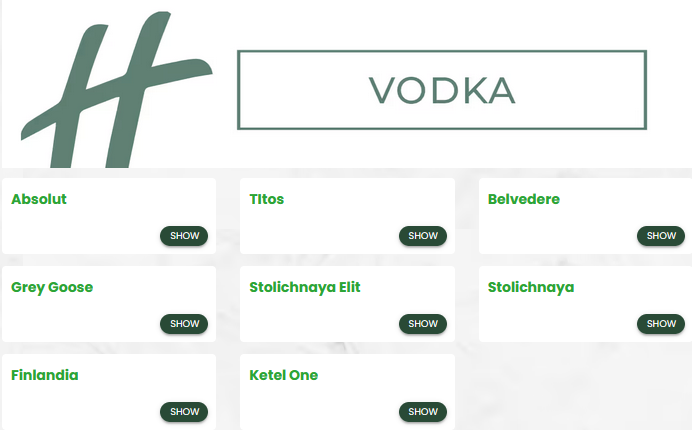 H
VODKA
Absolut
TItos
Belvedere
SHOW
SHOW
SHOW
Grey Goose
Stolichnaya Elit
Stolichnaya
SHOW
SHOW
SHOW
Finlandia
Ketel One
SHOW
SHOW